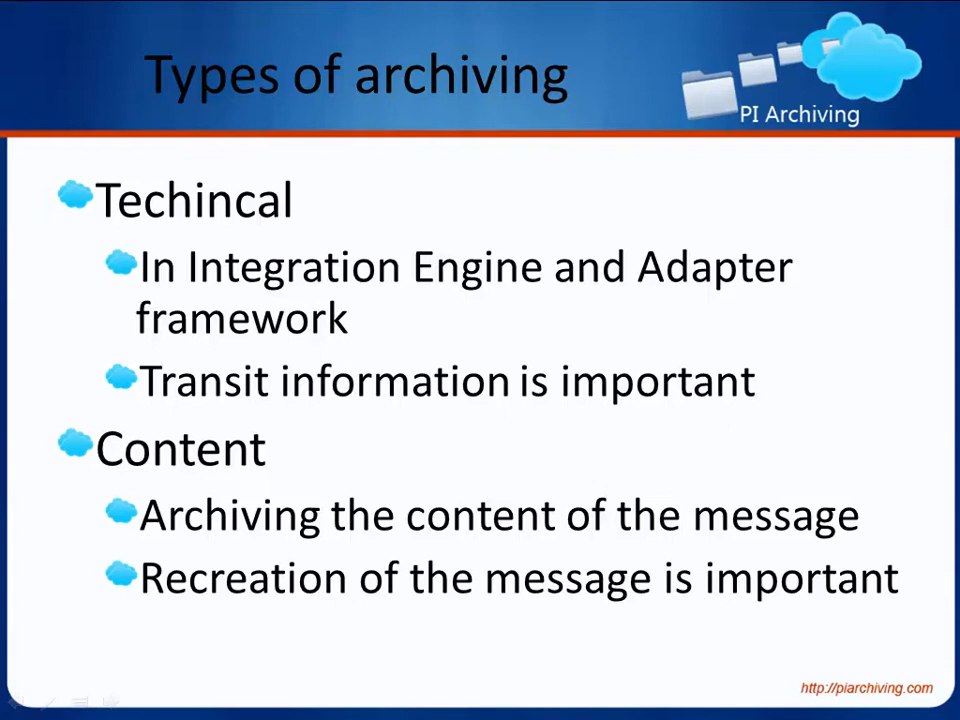 Types of archiving
PI Archiving
Techincal
In Integration Engine and Adapter
framework
Transit information is important
Content
Archiving the content of the message
Recreation of the message is important
http://piarchiving.com